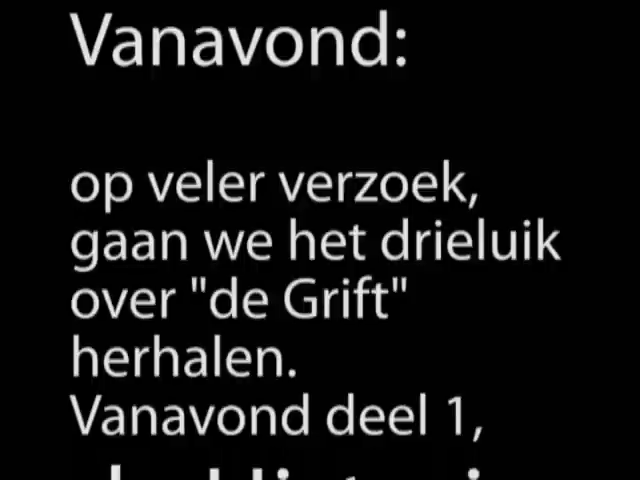 Vanavond:
op veler verzoek,
gaan we het drieluik
over "de Grift"
herhalen.
Vanavond deel 1,